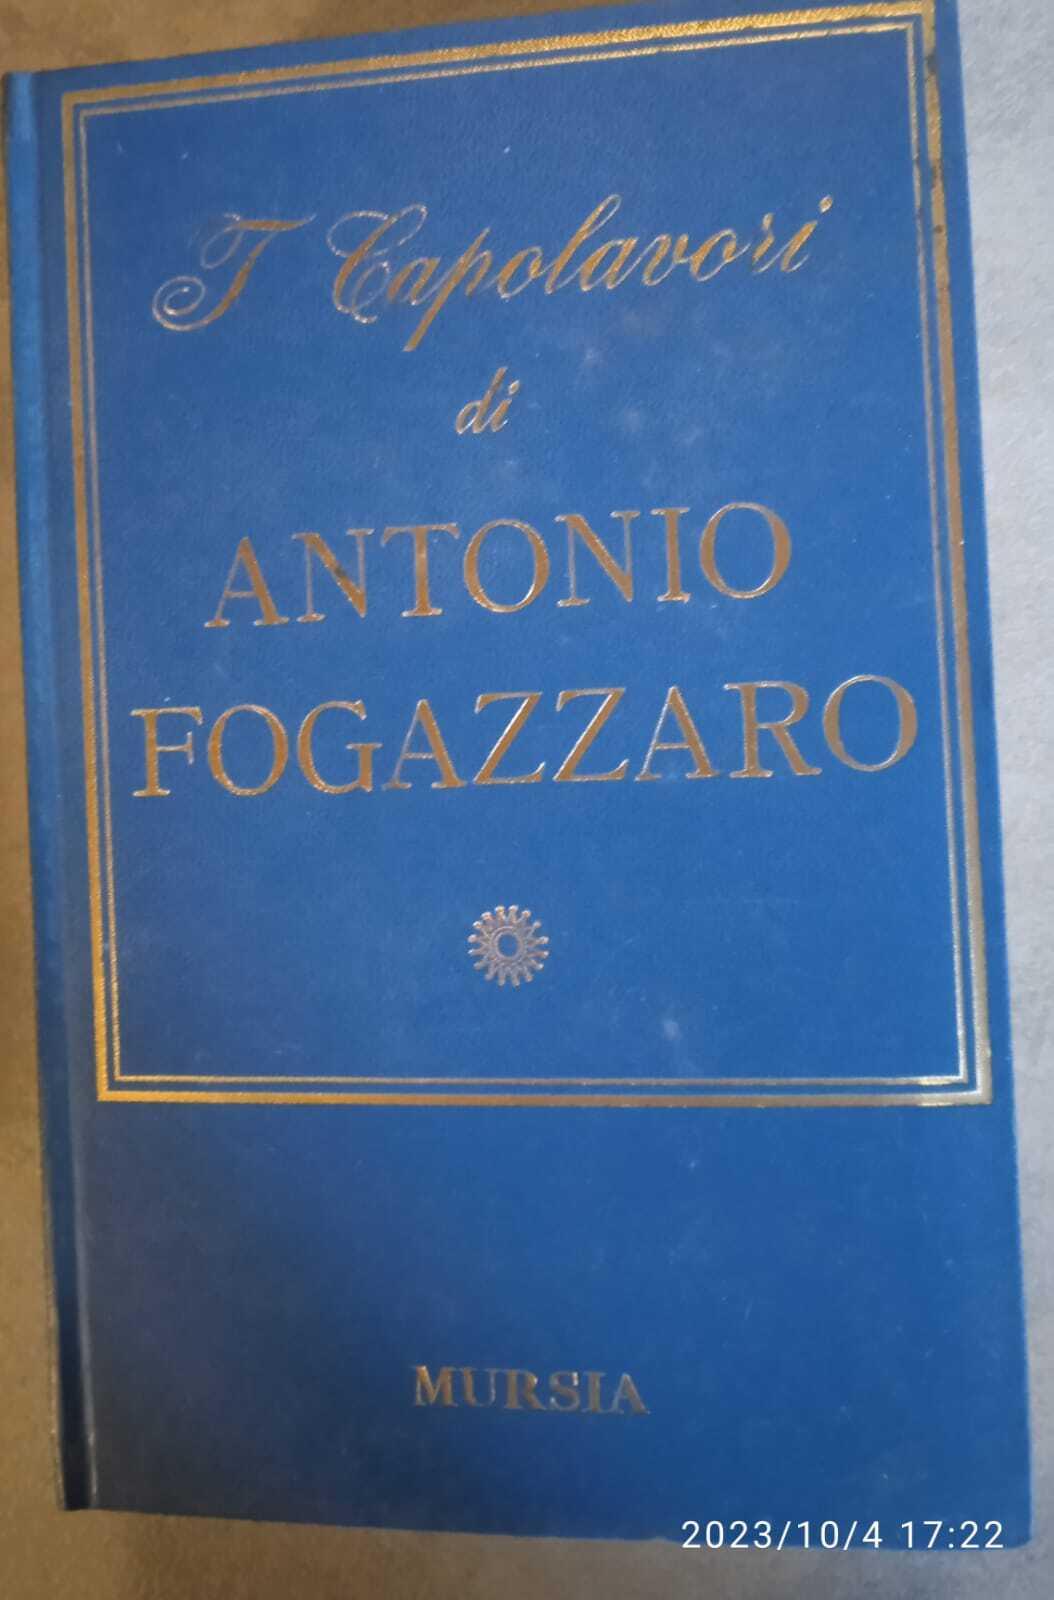 I Capolavori
di
ANTONIO
FOGAZZARO
MURSIA
2023/10/4 17:22